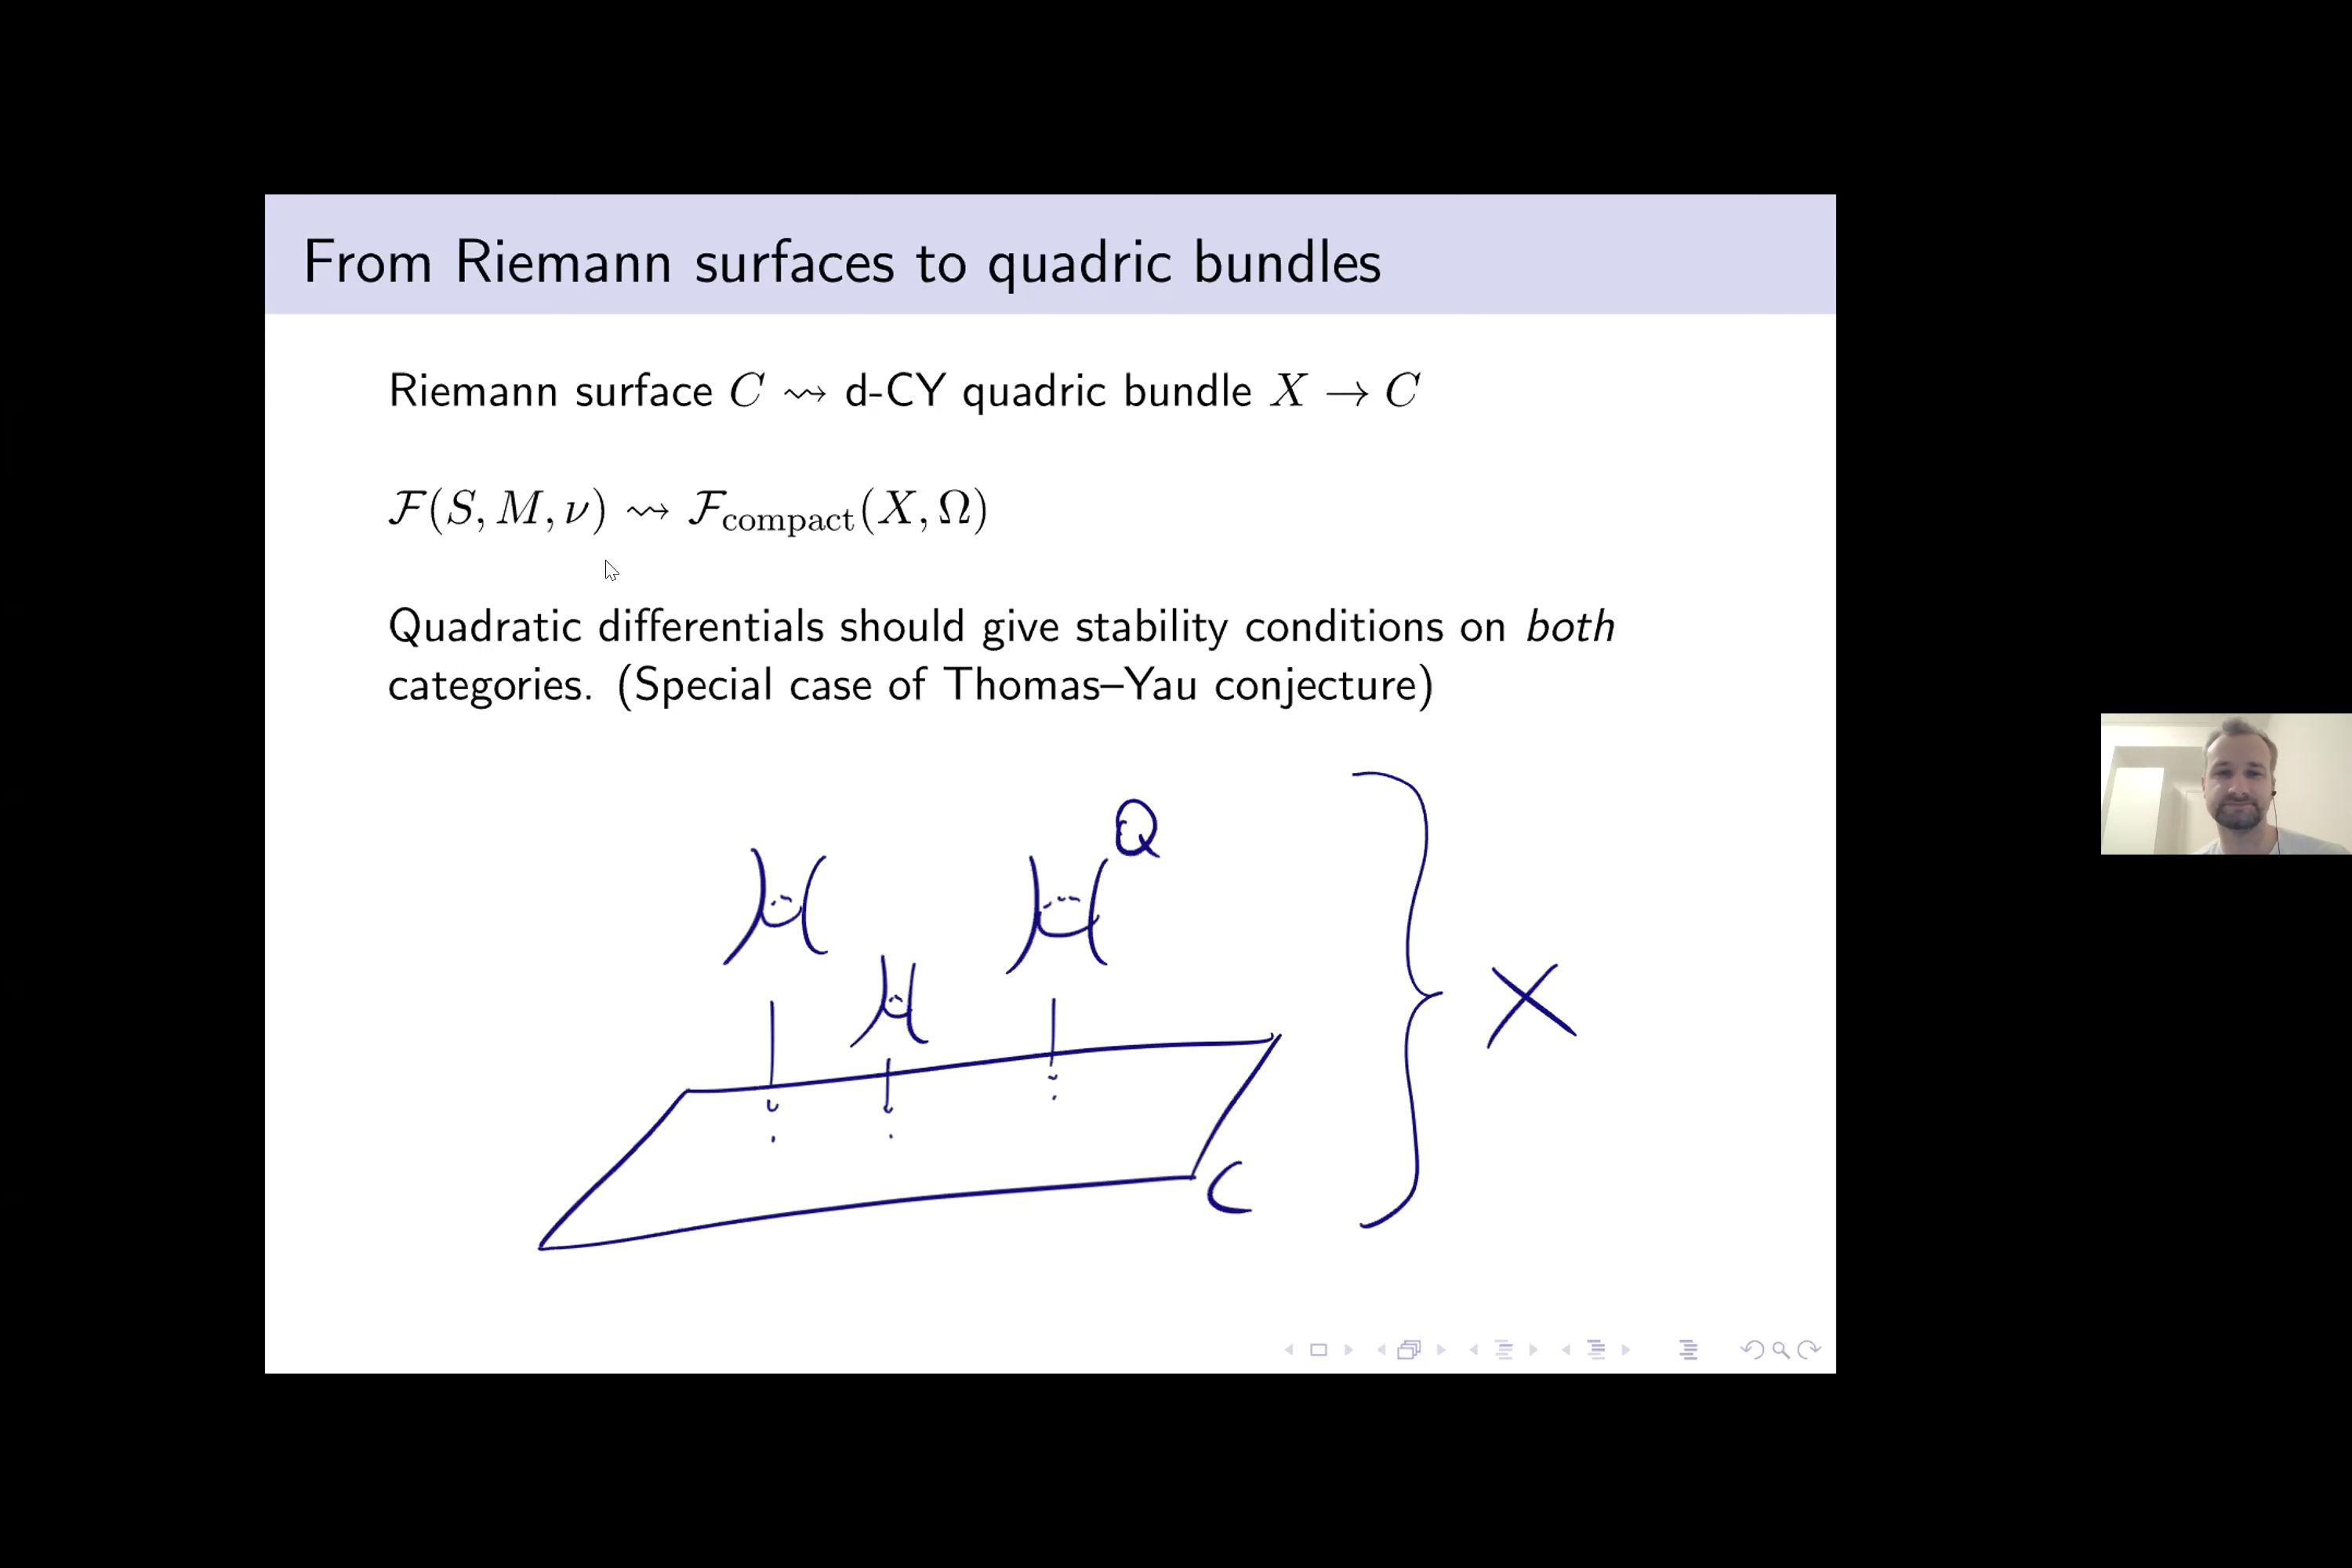 From Riemann surfaces to quadric bundles
Riemann surface C ⇝ d-CY quadric bundle X → C
ℱ(S, M, ν) ⇝ ℱ_compact(X, Ω)
Quadratic differentials should give stability conditions on both
categories. (Special case of Thomas–Yau conjecture)
Q
X
C